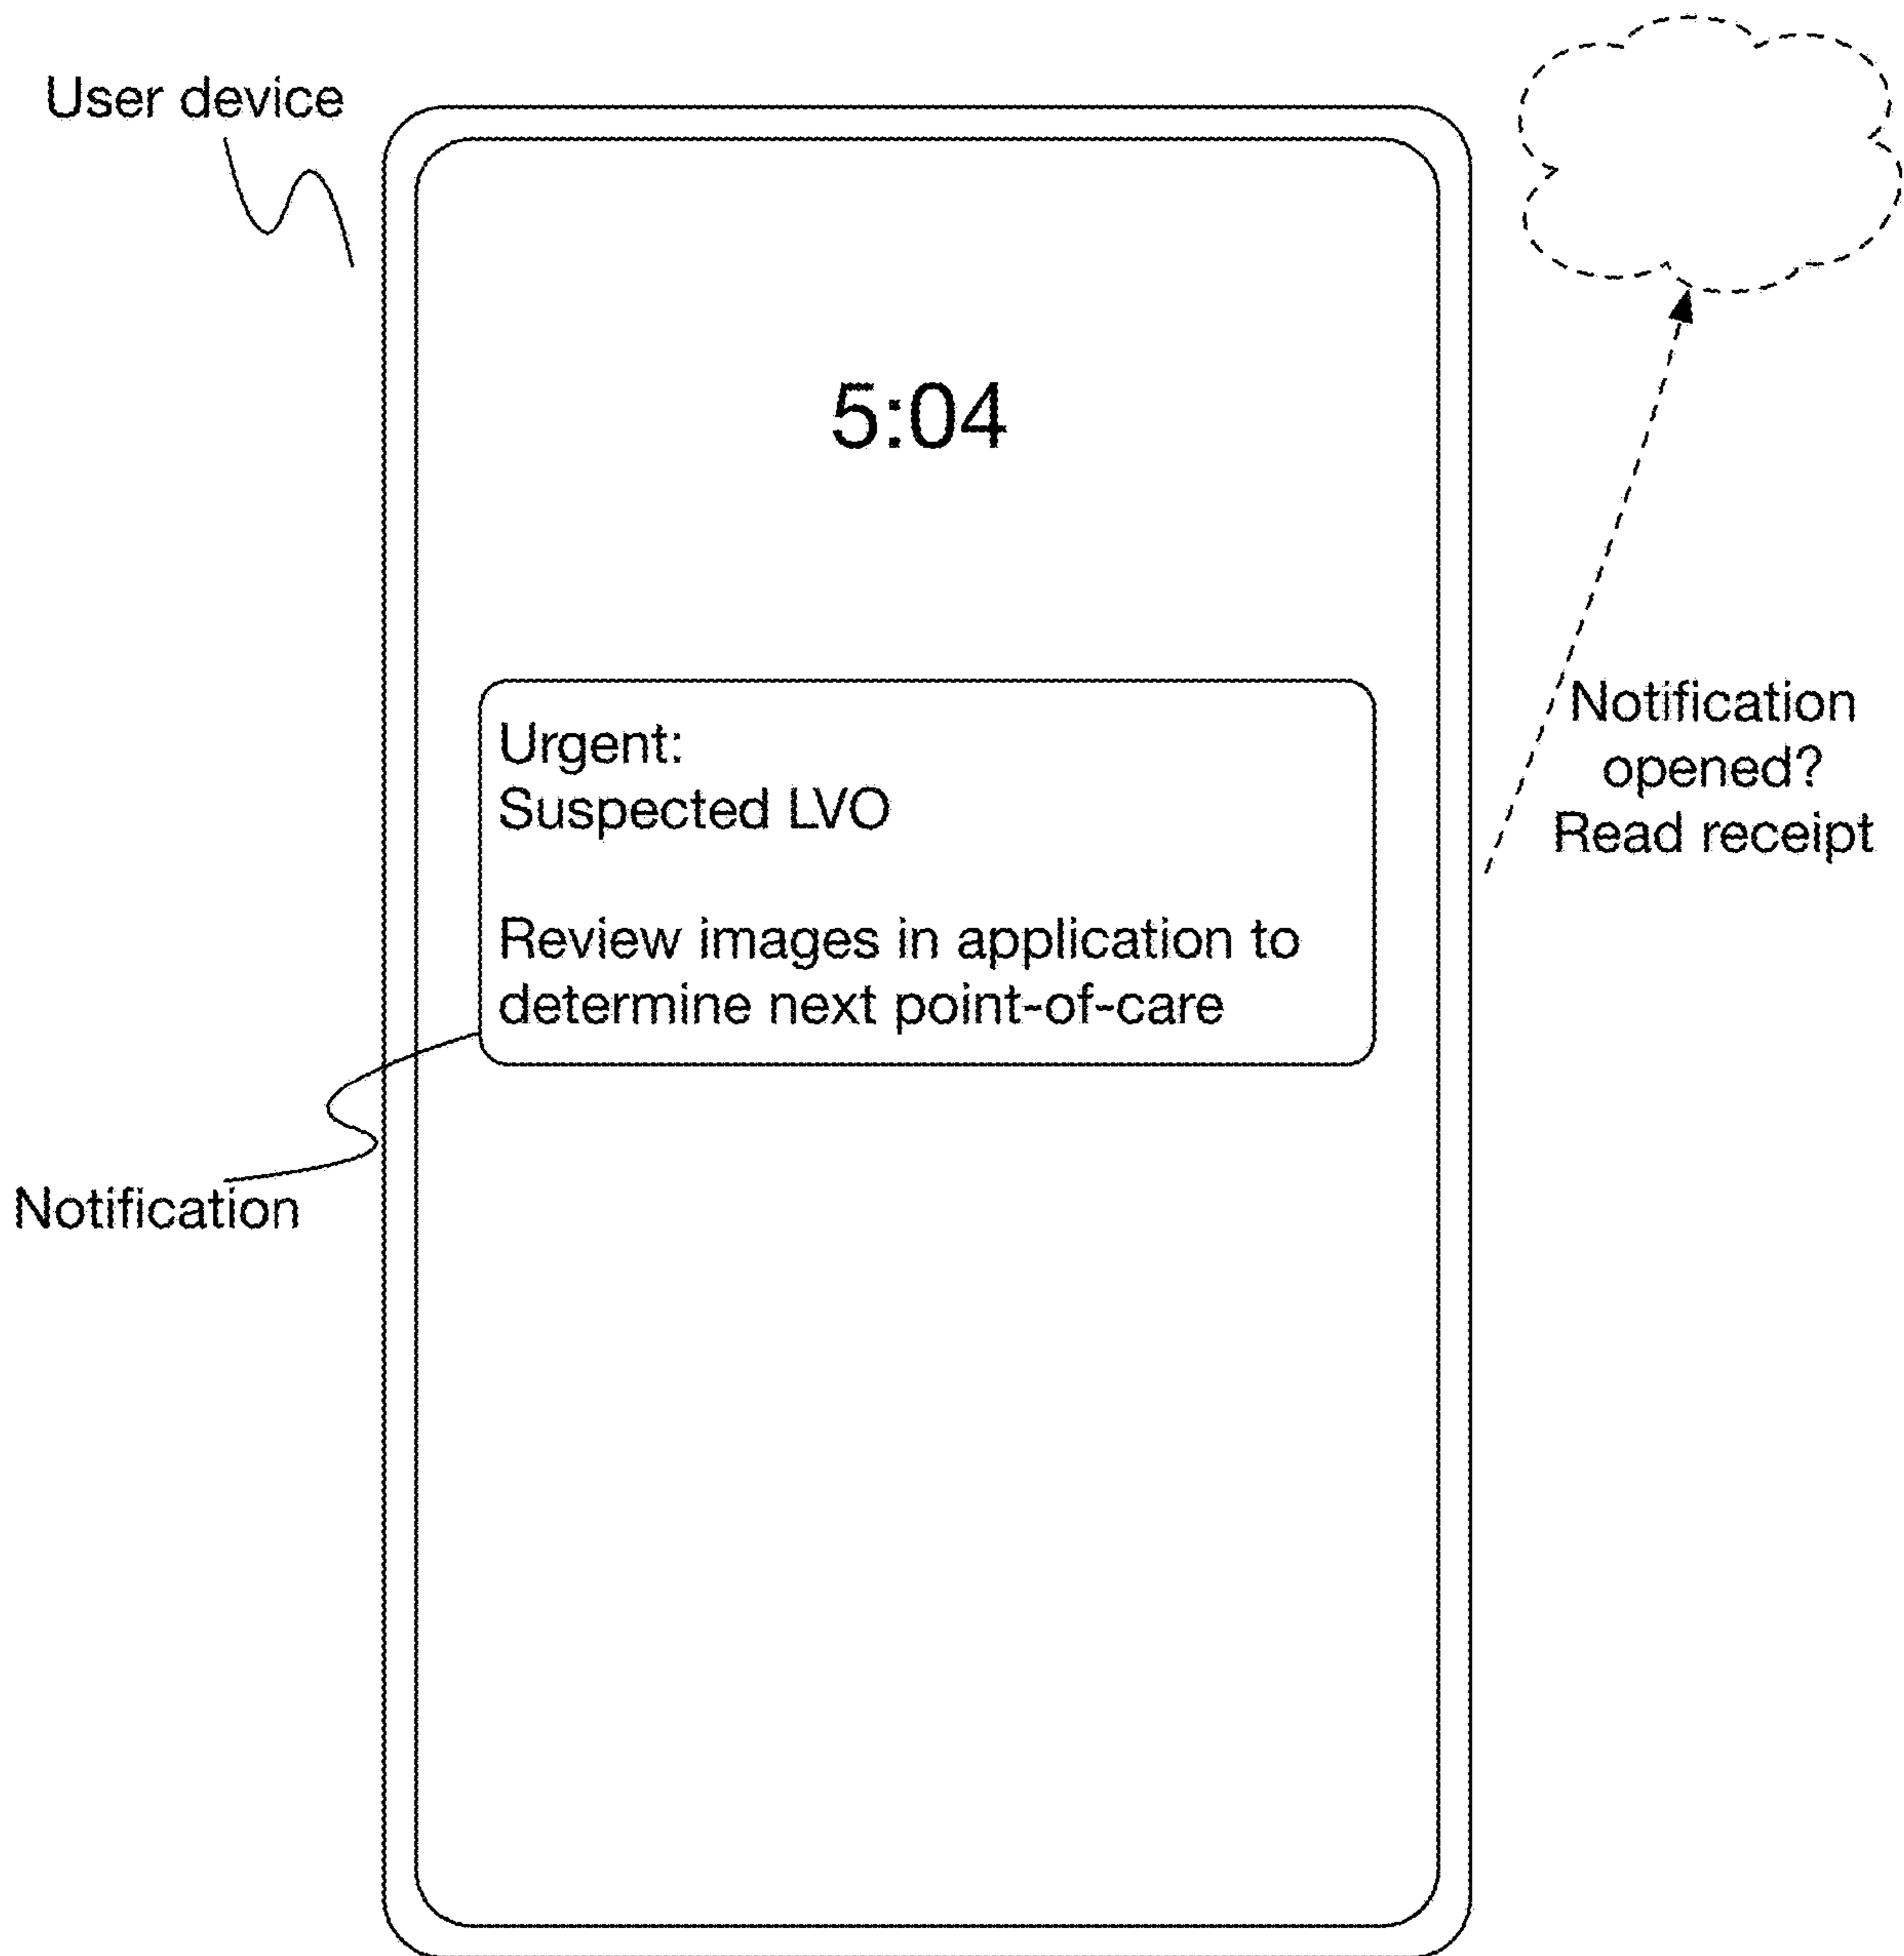 User device
5:04
Urgent:
Suspected LVO
Review images in application to
determine next point-of-care
Notification
opened?
Read receipt
Notification